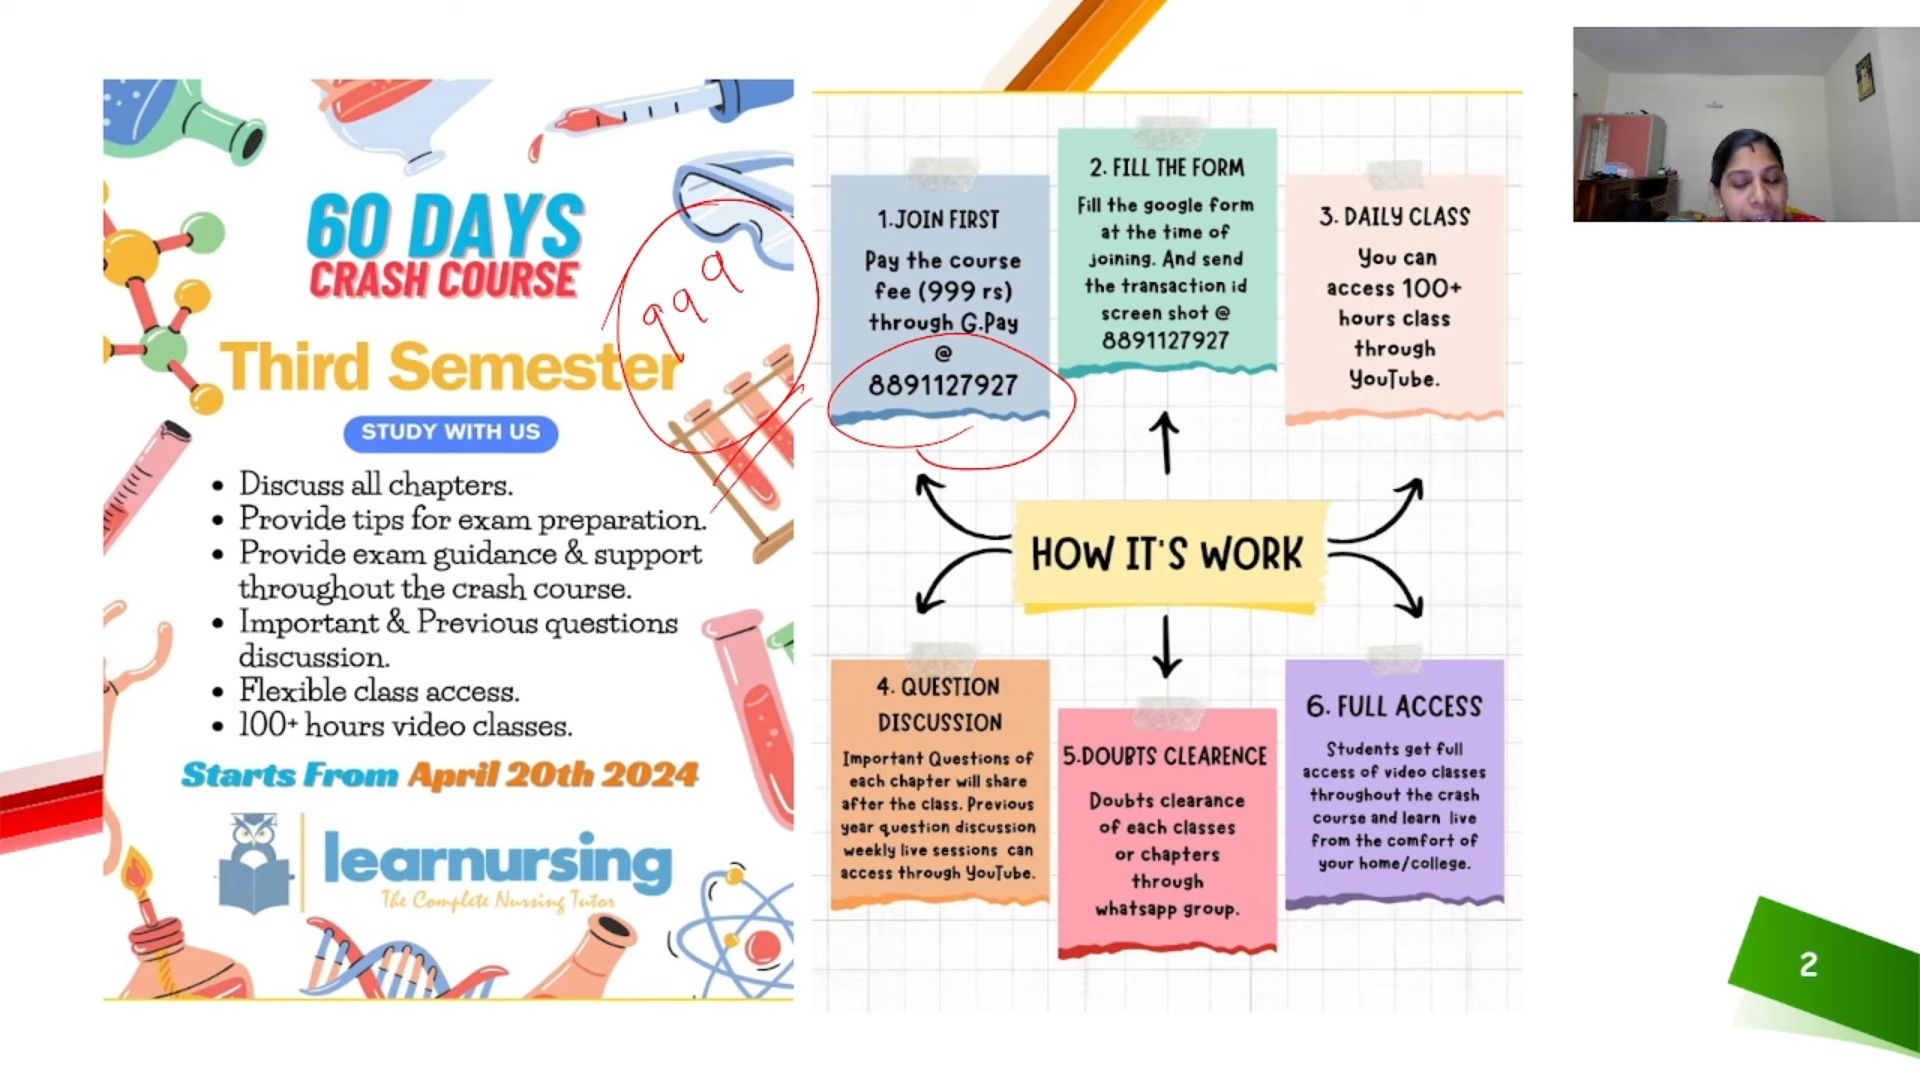 60 DAYS
CRASH COURSE
Third Semester
STUDY WITH US
• Discuss all chapters.
• Provide tips for exam preparation.
• Provide exam guidance & support
throughout the crash course.
• Important & Previous questions
discussion.
• Flexible class access.
• 100+ hours video classes.
Starts From April 20th 2024
learnursing
The Complete Nursing Tutor
999
1.JOIN FIRST
Pay the course
fee (999 rs)
through G.Pay
@
8891127927
2. FILL THE FORM
Fill the google form
at the time of
joining. And send
the transaction id
screen shot @
8891127927
3. DAILY CLASS
You can
access 100+
hours class
through
YouTube.
HOW IT'S WORK
4. QUESTION
DISCUSSION
Important Questions of
each chapter will share
after the class. Previous
year question discussion
weekly live sessions can
access through YouTube.
5.DOUBTS CLEARENCE
Doubts clearance
of each classes
or chapters
through
whatsapp group.
6. FULL ACCESS
Students get full
access of video classes
throughout the crash
course and learn live
from the comfort of
your home/college.
2